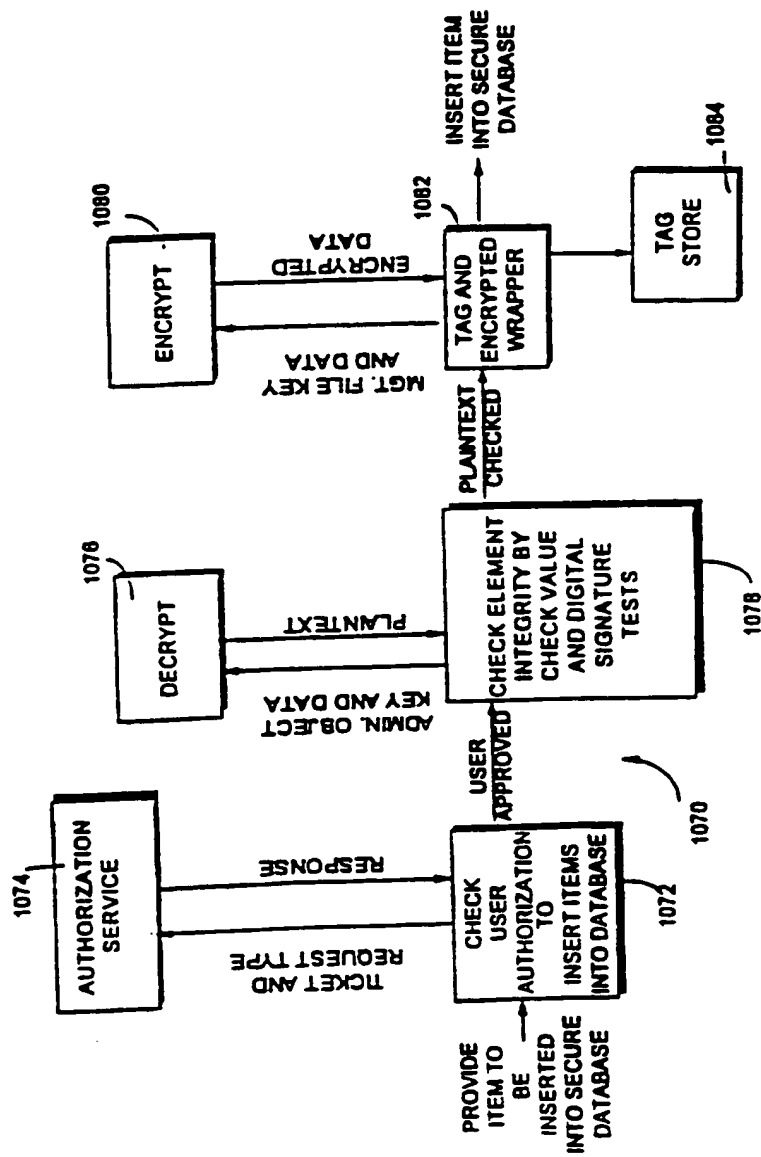 PROVIDE
ITEM TO
BE
INSERTED
INTO SECURE
DATABASE
CHECK
USER
AUTHORIZATION
TO
INSERT ITEMS
INTO DATABASE
1072
TICKET AND
REQUEST TYPE
RESPONSE
1074
AUTHORIZATION
SERVICE
1070
USER
APPROVED
CHECK ELEMENT
INTEGRITY BY
CHECK VALUE
AND DIGITAL
SIGNATURE
TESTS
1078
ADMIN. OBJECT
KEY AND DATA
PLAINTEXT
1076
DECRYPT
PLAINTEXT
CHECKED
TAG AND
ENCRYPTED
WRAPPER
1082
MGT. FILE KEY
AND DATA
ENCRYPTED
DATA
1080
ENCRYPT
INSERT ITEM
INTO SECURE
DATABASE
TAG
STORE
1084